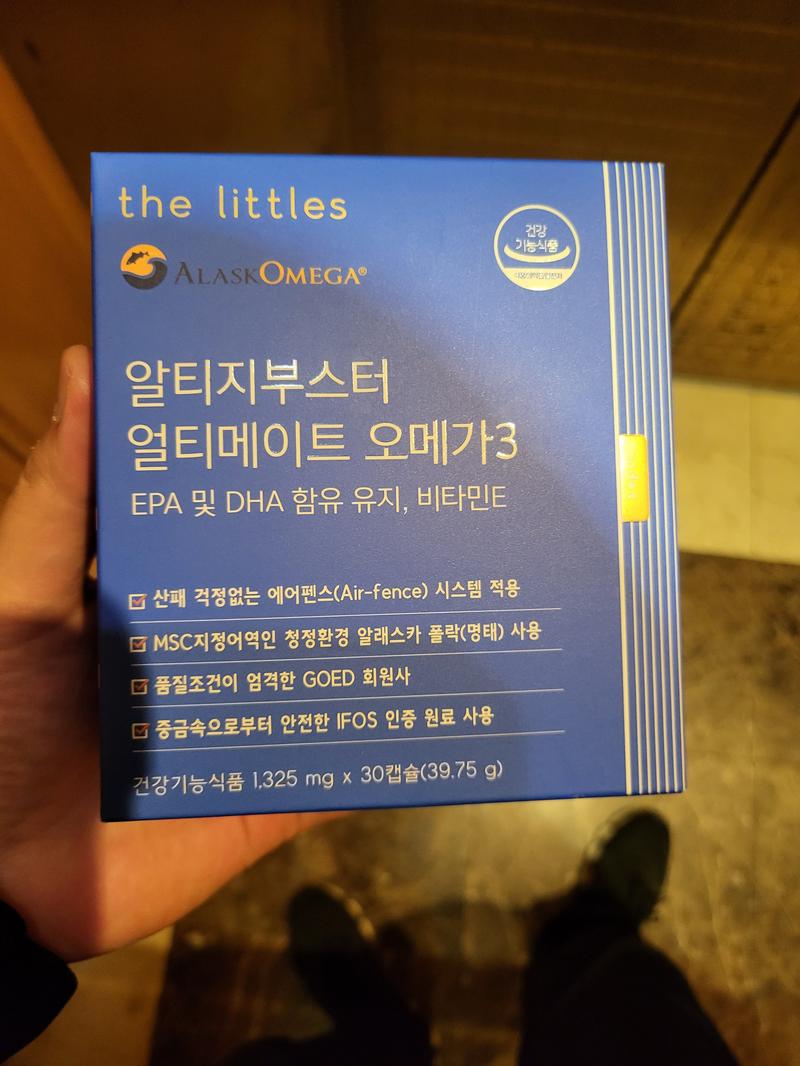 the littles
ALASKOMEGA®
건강
기능식품
알티지부스터
얼티메이트 오메가3
EPA 및 DHA 함유 유지, 비타민E
산패 걱정없는 에어펜스(Air-fence) 시스템 적용
MSC지정어역인 청정환경 알래스카 폴락(명태) 사용
품질조건이 엄격한 GOED 회원사
중금속으로부터 안전한 IFOS 인증 원료 사용
건강기능식품 1,325 mg x 30캡슐(39.75 g)